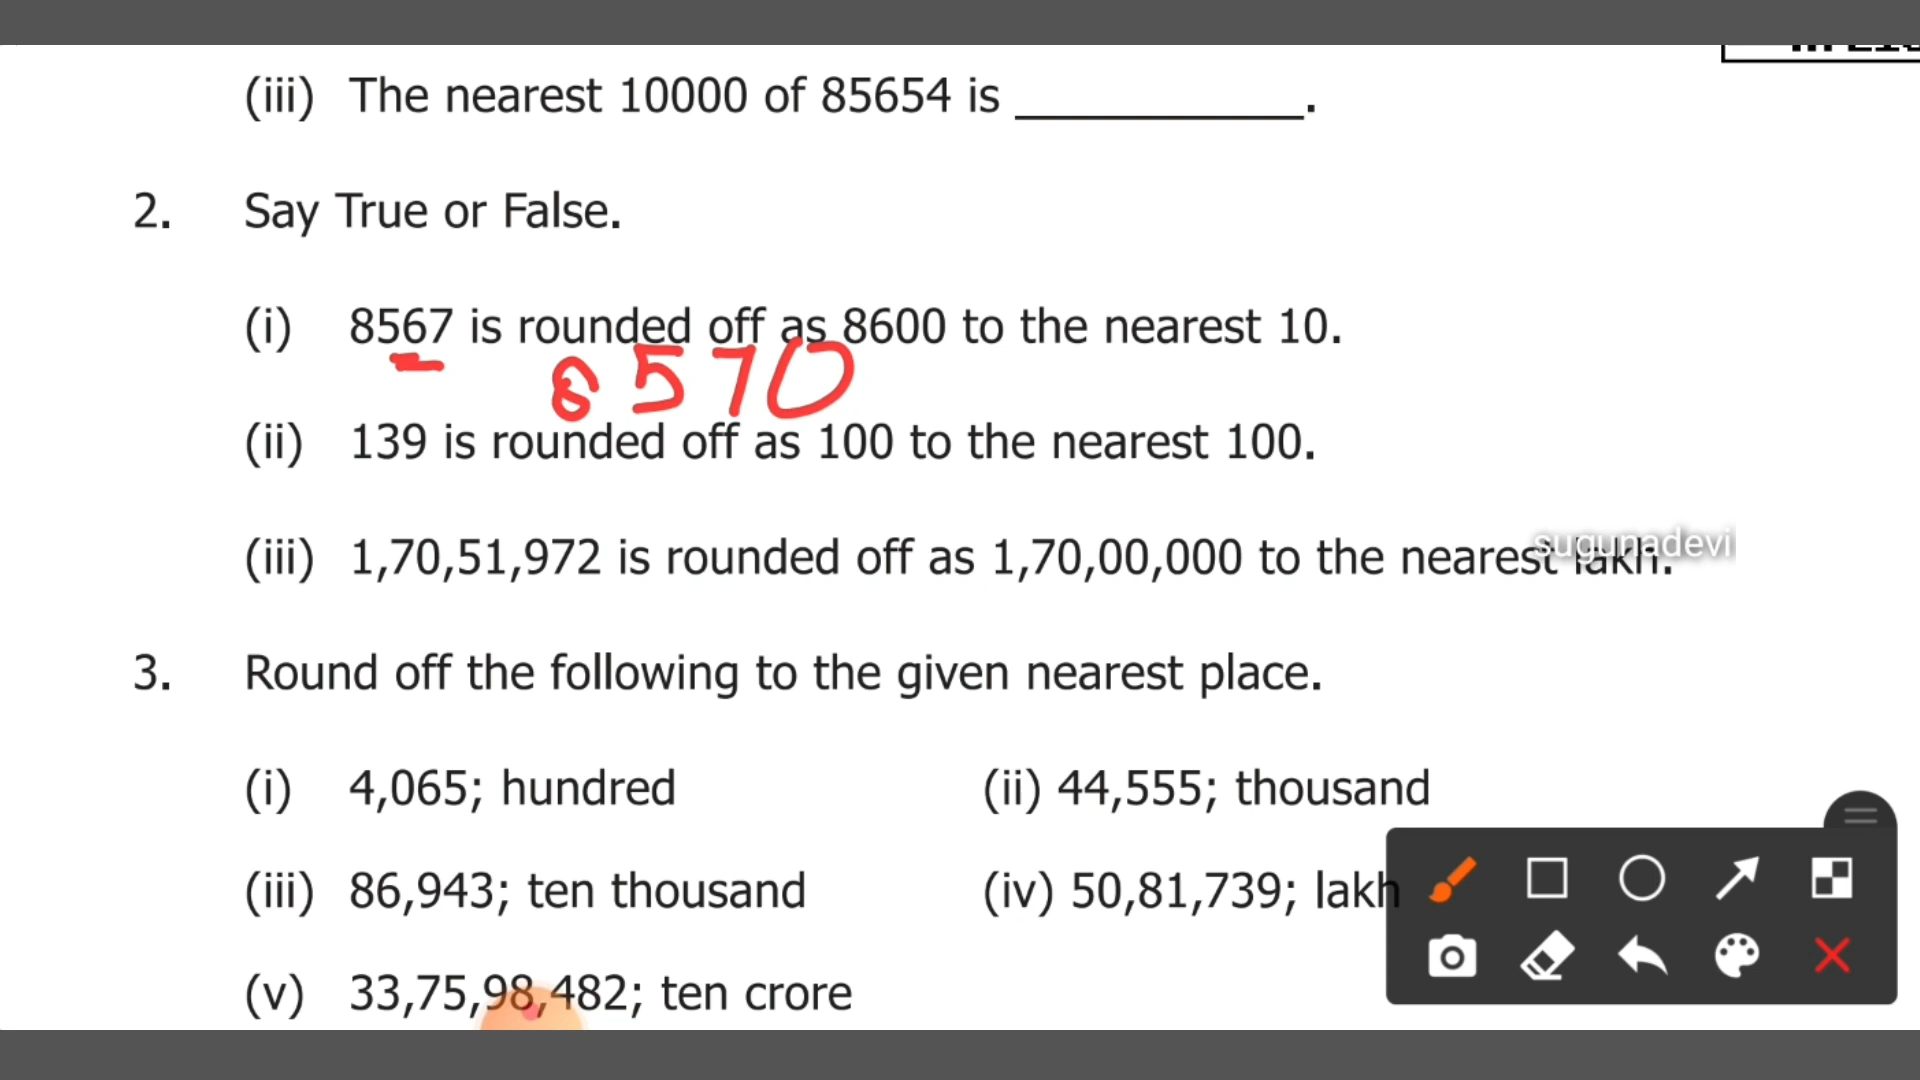 (iii) The nearest 10000 of 85654 is ____________.
2. Say True or False.
(i) 8567 is rounded off as 8600 to the nearest 10.
8570
(ii) 139 is rounded off as 100 to the nearest 100.
(iii) 1,70,51,972 is rounded off as 1,70,00,000 to the nearest lakh.
sugunadevi
3. Round off the following to the given nearest place.
(i) 4,065; hundred (ii) 44,555; thousand
(iii) 86,943; ten thousand (iv) 50,81,739; lakh
(v) 33,75,98,482; ten crore